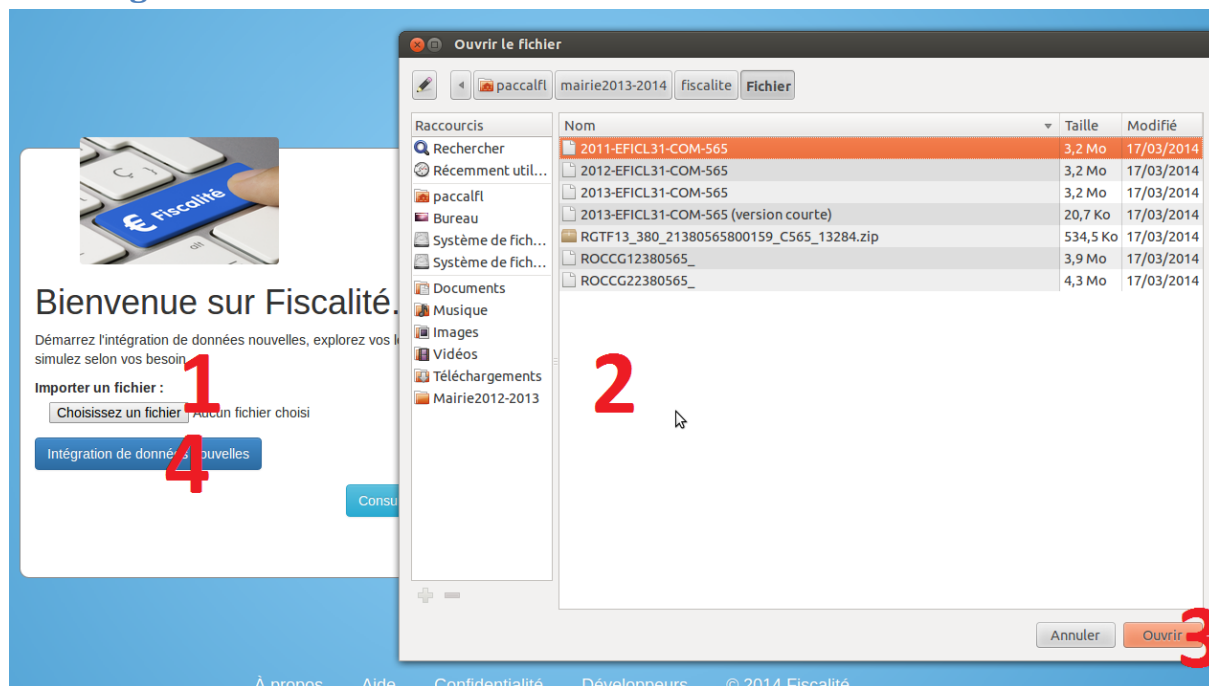 Ouvrir le fichier
paccalfl mairie2013-2014 fiscalite Fichier
Raccourcis
Rechercher
Récemment util...
paccalfl
Bureau
Système de fich...
Système de fich...
Documents
Musique
Images
Vidéos
Téléchargements
Mairie2012-2013
Nom Taille Modifié
2011-EFICL31-COM-565 3,2 Mo 17/03/2014
2012-EFICL31-COM-565 3,2 Mo 17/03/2014
2013-EFICL31-COM-565 3,2 Mo 17/03/2014
2013-EFICL31-COM-565 (version courte) 20,7 Ko 17/03/2014
RGTF13_380_21380565800159_C565_13284.zip 534,5 Ko 17/03/2014
ROCCG12380565_ 3,9 Mo 17/03/2014
ROCCG22380565_ 4,3 Mo 17/03/2014
2
Annuler Ouvrir 3
€ Fiscalité
alt
Bienvenue sur Fiscalité.
Démarrez l'intégration de données nouvelles, explorez vos
simulez selon vos besoin
1
Importer un fichier :
Choisissez un fichier Aucun fichier choisi
4
Intégration de données nouvelles
Consu
À propos Aide Confidentialité Développeurs © 2014 Fiscalité